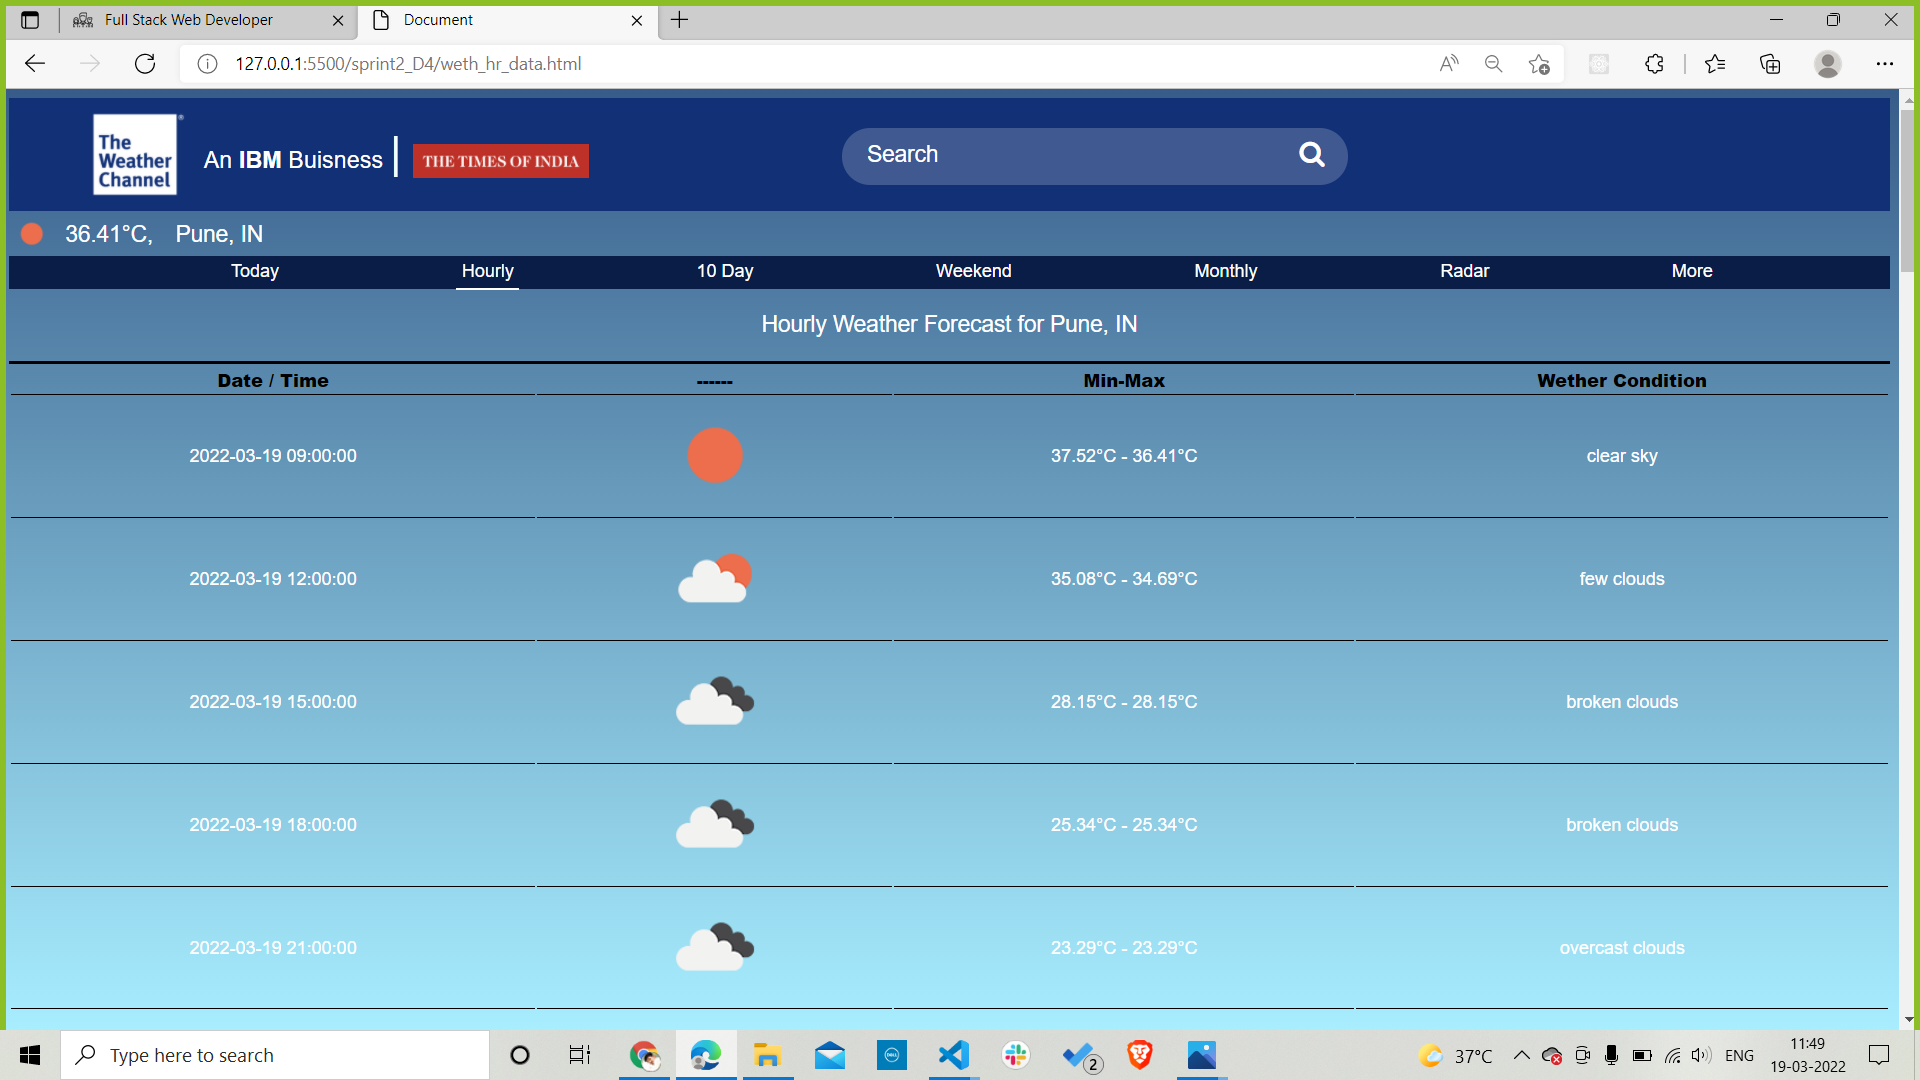 Full Stack Web Developer
Document
127.0.0.1:5500/sprint2_D4/weth_hr_data.html
The
Weather
Channel
An IBM Buisness
THE TIMES OF INDIA
Search
36.41°C, Pune, IN
Today Hourly 10 Day Weekend Monthly Radar More
Hourly Weather Forecast for Pune, IN
Date / Time ------ Min-Max Wether Condition
2022-03-19 09:00:00 37.52°C - 36.41°C clear sky
2022-03-19 12:00:00 35.08°C - 34.69°C few clouds
2022-03-19 15:00:00 28.15°C - 28.15°C broken clouds
2022-03-19 18:00:00 25.34°C - 25.34°C broken clouds
2022-03-19 21:00:00 23.29°C - 23.29°C overcast clouds
Type here to search
DELL
2
37°C
ENG
11:49
19-03-2022